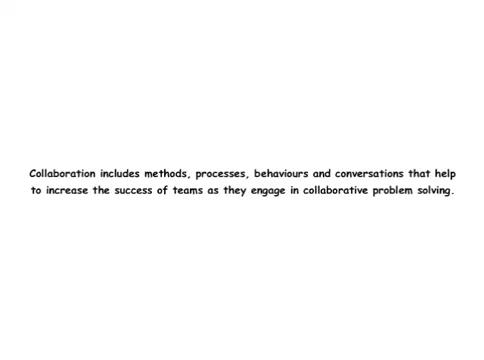 Collaboration includes methods, processes, behaviours and conversations that help
to increase the success of teams as they engage in collaborative problem solving.